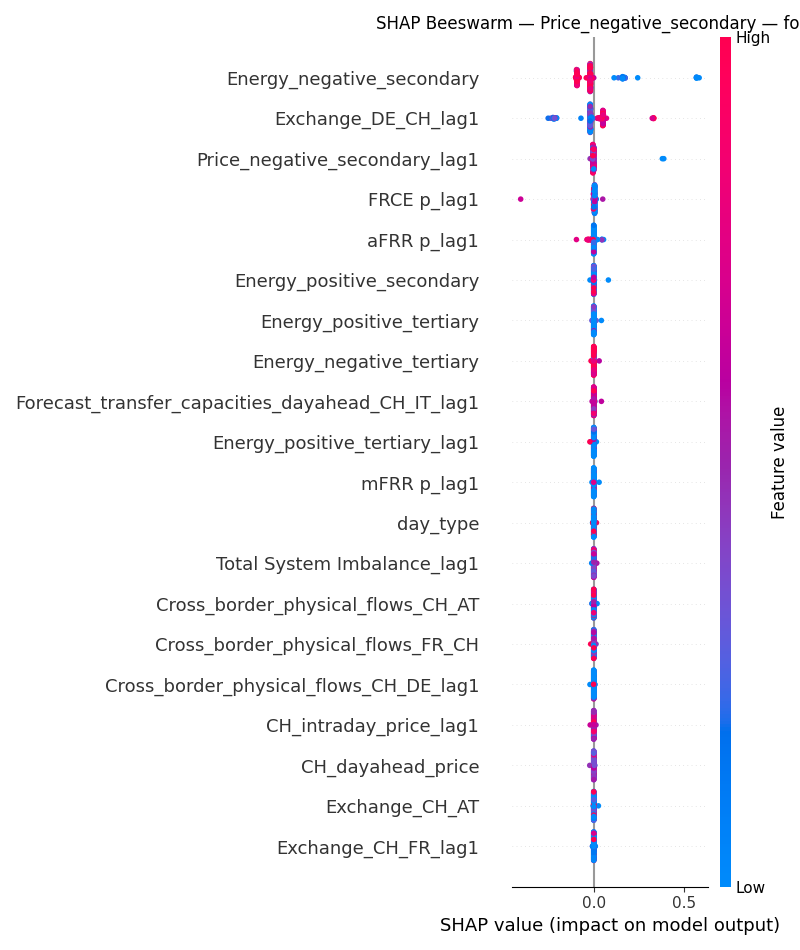 SHAP Beeswarm — Price_negative_secondary — fo
High
Energy_negative_secondary
Exchange_DE_CH_lag1
Price_negative_secondary_lag1
FRCE p_lag1
aFRR p_lag1
Energy_positive_secondary
Energy_positive_tertiary
Energy_negative_tertiary
Forecast_transfer_capacities_dayahead_CH_IT_lag1
Energy_positive_tertiary_lag1
mFRR p_lag1
day_type
Total System Imbalance_lag1
Cross_border_physical_flows_CH_AT
Cross_border_physical_flows_FR_CH
Cross_border_physical_flows_CH_DE_lag1
CH_intraday_price_lag1
CH_dayahead_price
Exchange_CH_AT
Exchange_CH_FR_lag1
Feature value
Low
0.0 0.5
SHAP value (impact on model output)